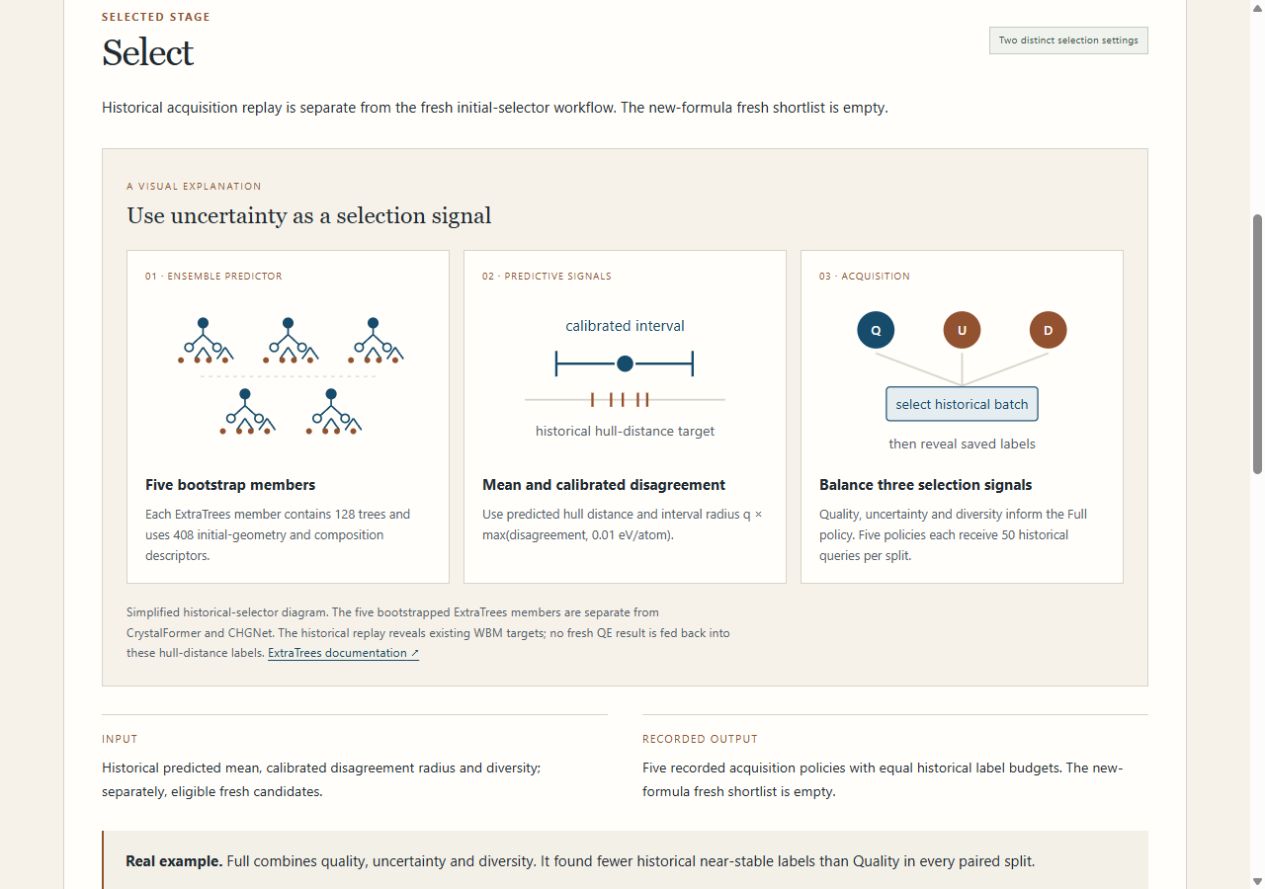 SELECTED STAGE
Select
Two distinct selection settings
Historical acquisition replay is separate from the fresh initial-selector workflow. The new-formula fresh shortlist is empty.
A VISUAL EXPLANATION
Use uncertainty as a selection signal
01 · ENSEMBLE PREDICTOR
Five bootstrap members
Each ExtraTrees member contains 128 trees and
uses 408 initial-geometry and composition
descriptors.
02 · PREDICTIVE SIGNALS
calibrated interval
historical hull-distance target
Mean and calibrated disagreement
Use predicted hull distance and interval radius q ×
max(disagreement, 0.01 eV/atom).
03 · ACQUISITION
Q U D
select historical batch
then reveal saved labels
Balance three selection signals
Quality, uncertainty and diversity inform the Full
policy. Five policies each receive 50 historical
queries per split.
Simplified historical-selector diagram. The five bootstrapped ExtraTrees members are separate from
CrystalFormer and CHGNet. The historical replay reveals existing WBM targets; no fresh QE result is fed back into
these hull-distance labels. ExtraTrees documentation ↗
INPUT
Historical predicted mean, calibrated disagreement radius and diversity;
separately, eligible fresh candidates.
RECORDED OUTPUT
Five recorded acquisition policies with equal historical label budgets. The new-
formula fresh shortlist is empty.
Real example. Full combines quality, uncertainty and diversity. It found fewer historical near-stable labels than Quality in every paired split.